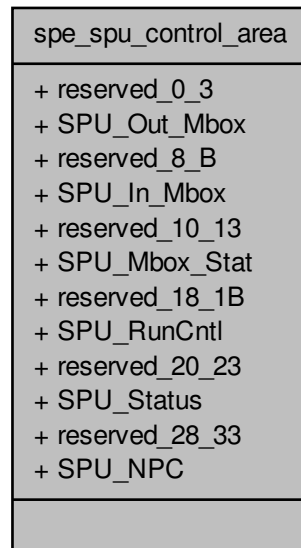 spe_spu_control_area
+ reserved_0_3
+ SPU_Out_Mbox
+ reserved_8_B
+ SPU_In_Mbox
+ reserved_10_13
+ SPU_Mbox_Stat
+ reserved_18_1B
+ SPU_RunCntl
+ reserved_20_23
+ SPU_Status
+ reserved_28_33
+ SPU_NPC